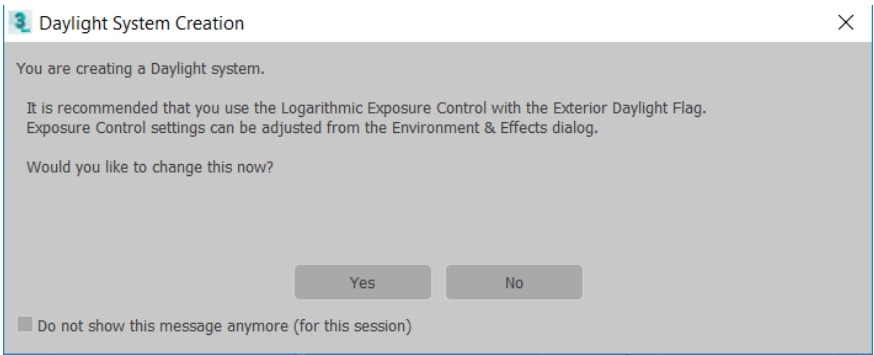 3 Daylight System Creation
You are creating a Daylight system.
It is recommended that you use the Logarithmic Exposure Control with the Exterior Daylight Flag.
Exposure Control settings can be adjusted from the Environment & Effects dialog.
Would you like to change this now?
Yes No
Do not show this message anymore (for this session)